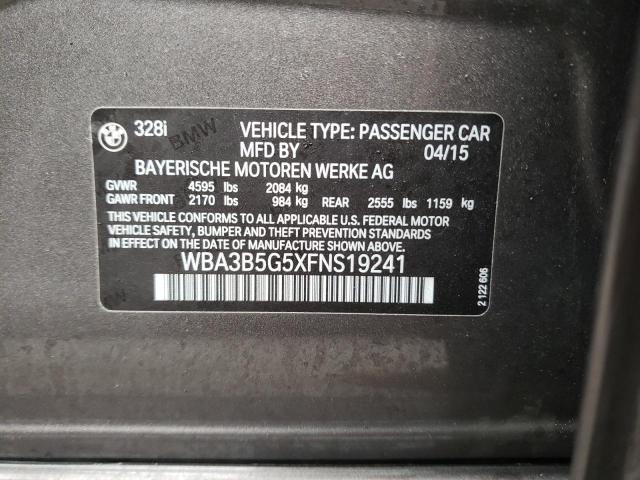 BMW
328i VEHICLE TYPE: PASSENGER CAR
MFD BY 04/15
BAYERISCHE MOTOREN WERKE AG
GVWR 4595 lbs 2084 kg
GAWR FRONT 2170 lbs 984 kg REAR 2555 lbs 1159 kg
THIS VEHICLE CONFORMS TO ALL APPLICABLE U.S. FEDERAL MOTOR
VEHICLE SAFETY, BUMPER AND THEFT PREVENTION STANDARDS
IN EFFECT ON THE DATE OF MANUFACTURE SHOWN ABOVE.
WBA3B5G5XFNS19241
2 122 606